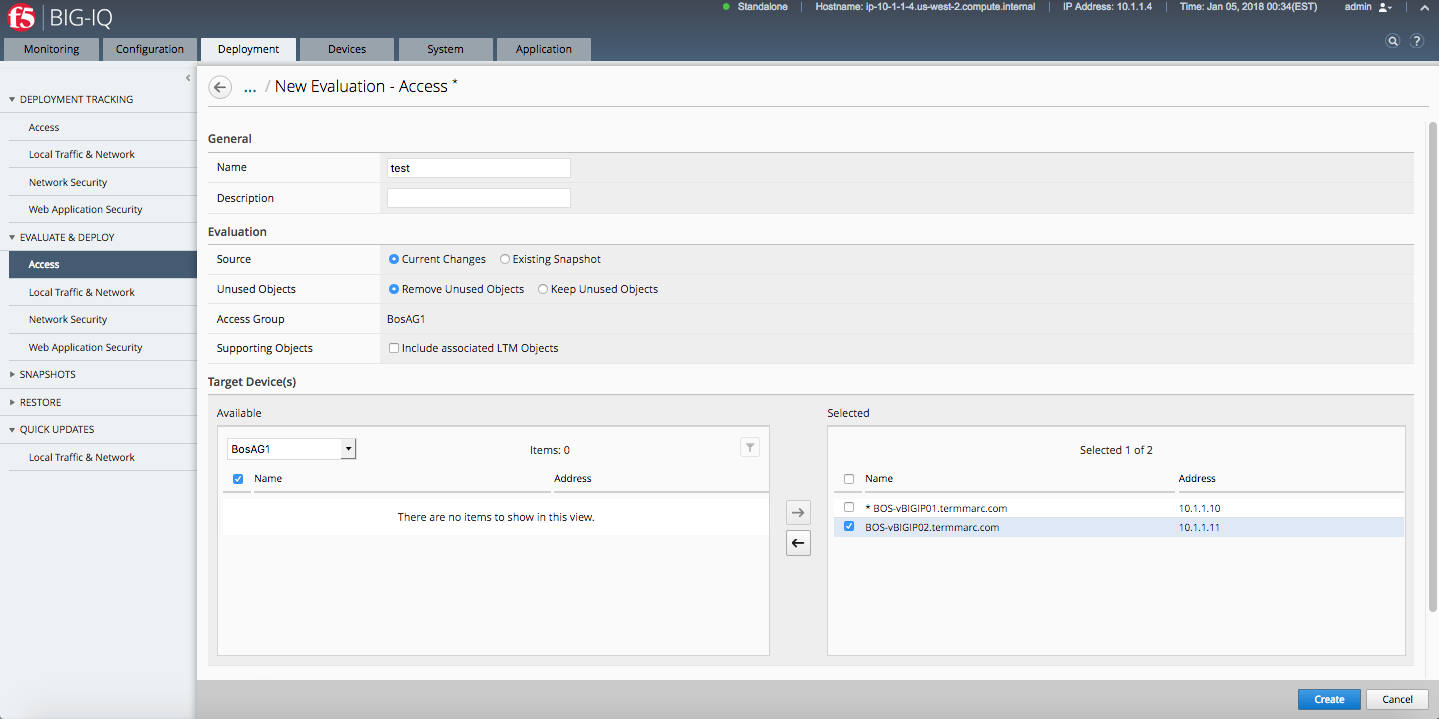 f5 BIG-IQ Standalone Hostname: ip-10-1-1-4.us-west-2.compute.internal IP Address: 10.1.1.4 Time: Jan 05, 2018 00:34(EST) admin
Monitoring Configuration Deployment Devices System Application ?
DEPLOYMENT TRACKING
Access
Local Traffic & Network
Network Security
Web Application Security
EVALUATE & DEPLOY
Access
Local Traffic & Network
Network Security
Web Application Security
SNAPSHOTS
RESTORE
QUICK UPDATES
Local Traffic & Network
... / New Evaluation - Access *
General
Name test
Description
Evaluation
Source Current Changes Existing Snapshot
Unused Objects Remove Unused Objects Keep Unused Objects
Access Group BosAG1
Supporting Objects Include associated LTM Objects
Target Device(s)
Available
BosAG1 Items: 0
Name Address
There are no items to show in this view.
Selected
Selected 1 of 2
Name Address
* BOS-vBIGIP01.termmarc.com 10.1.1.10
BOS-vBIGIP02.termmarc.com 10.1.1.11
Create Cancel